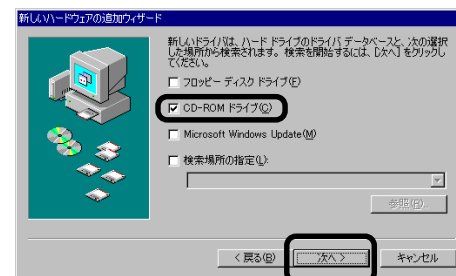 新しいハードウェアの追加ウィザード
新しいドライバは、ハード ドライブのドライバ データベースと、次の選択
した場所から検索されます。検索を開始するには、[次へ] をクリックし
てください。
フロッピー ディスク ドライブ(F)
CD-ROM ドライブ(C)
Microsoft Windows Update(M)
検索場所の指定(L):
参照(R)...
< 戻る(B)
次へ >
キャンセル